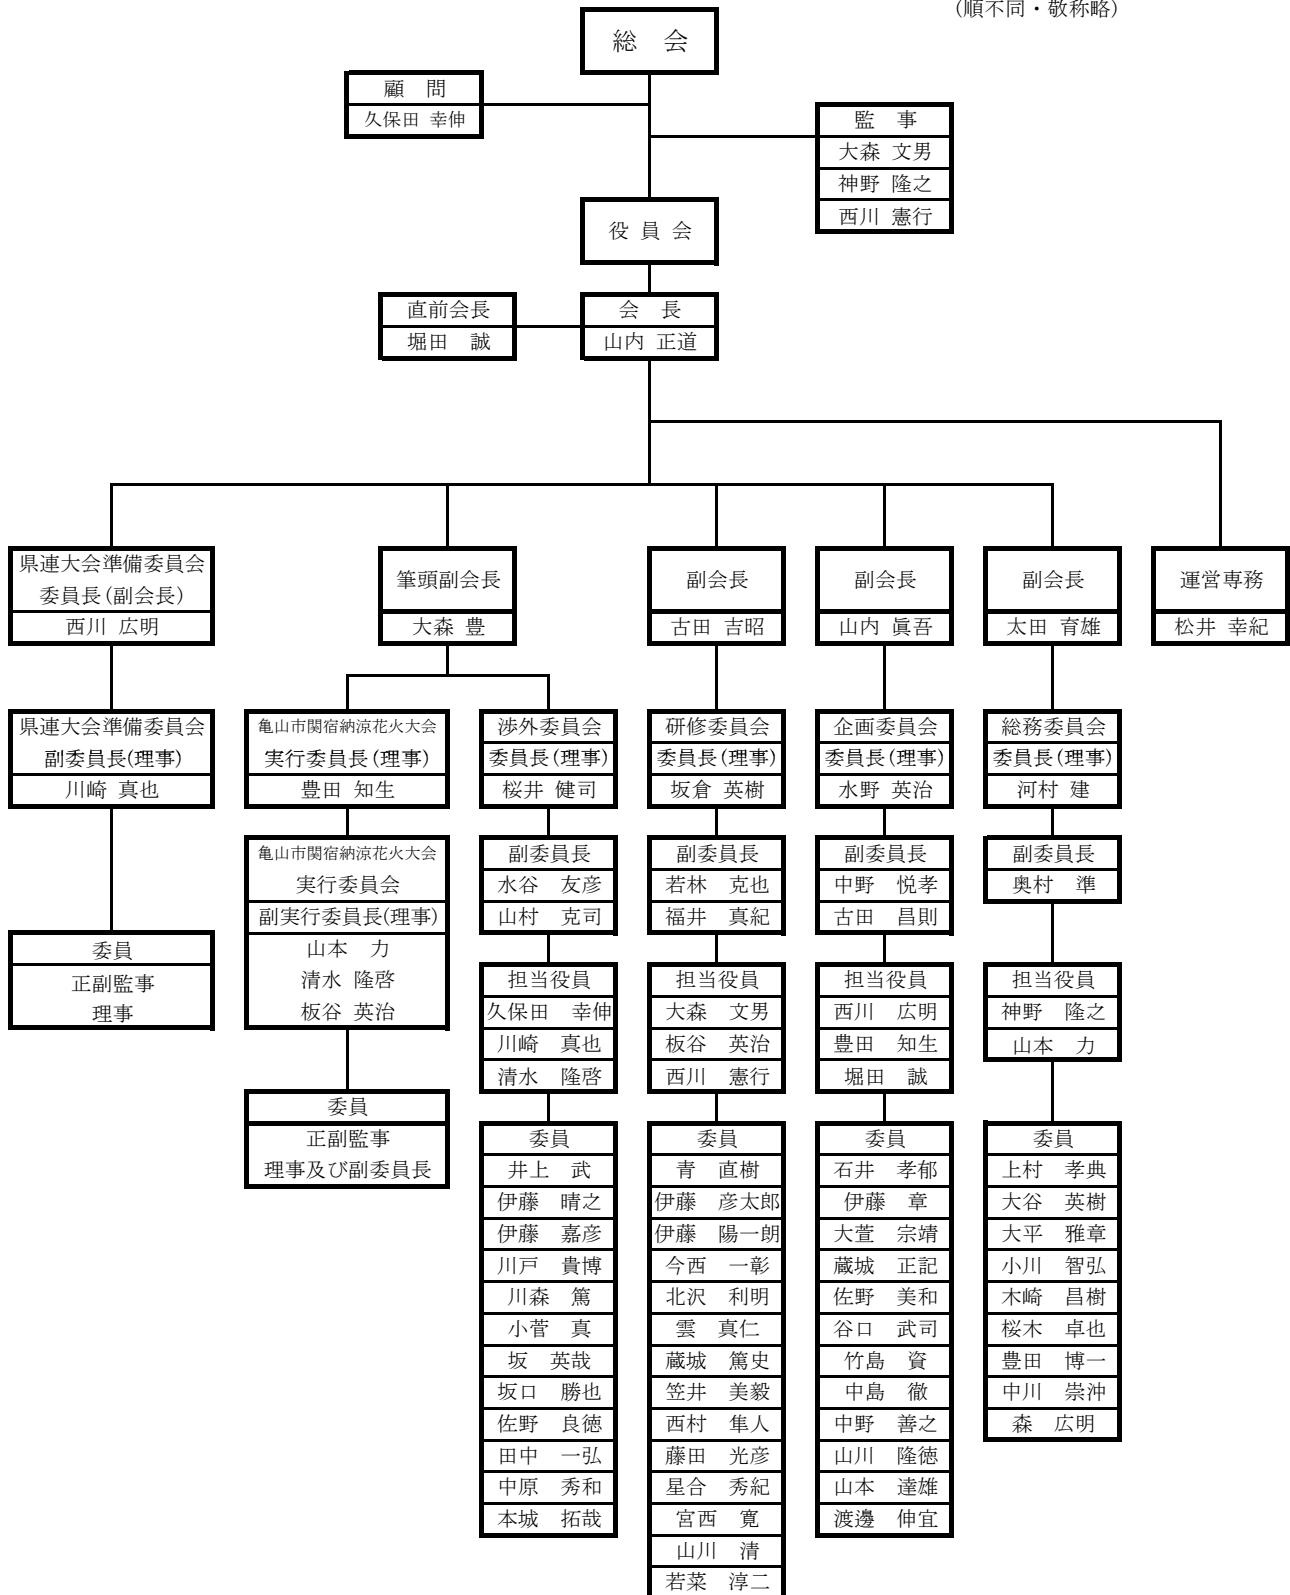 (順不同・敬称略)
総　会
顧　問
久保田 幸伸
監　事
大森 文男
神野 隆之
西川 憲行
役 員 会
直前会長
堀田　誠
会　長
山内 正道
県連大会準備委員会
委員長(副会長)
西川 広明
筆頭副会長
大森 豊
副会長
古田 吉昭
副会長
山内 眞吾
副会長
太田 育雄
運営専務
松井 幸紀
県連大会準備委員会
副委員長(理事)
川崎 真也
委員
正副監事
理事
亀山市関宿納涼花火大会
実行委員長(理事)
豊田 知生
亀山市関宿納涼花火大会
実行委員会
副実行委員長(理事)
山本　力
清水 隆啓
板谷 英治
委員
正副監事
理事及び副委員長
渉外委員会
委員長(理事)
桜井 健司
副委員長
水谷　友彦
山村　克司
担当役員
久保田　幸伸
川崎　真也
清水　隆啓
委員
井上　武
伊藤　晴之
伊藤　嘉彦
川戸　貴博
川森　篤
小菅　真
坂　英哉
坂口　勝也
佐野　良徳
田中　一弘
中原　秀和
本城　拓哉
研修委員会
委員長(理事)
坂倉 英樹
副委員長
若林　克也
福井　真紀
担当役員
大森　文男
板谷　英治
西川　憲行
委員
青　直樹
伊藤　彦太郎
伊藤　陽一朗
今西　一彰
北沢　利明
雲　真仁
蔵城　篤史
笠井　美毅
西村　隼人
藤田　光彦
星合　秀紀
宮西　寛
山川　清
若菜　淳二
企画委員会
委員長(理事)
水野 英治
副委員長
中野　悦孝
古田　昌則
担当役員
西川　広明
豊田　知生
堀田　誠
委員
石井　孝郁
伊藤　章
大萱　宗靖
蔵城　正記
佐野　美和
谷口　武司
竹島　資
中島　徹
中野　善之
山川　隆徳
山本　達雄
渡邊　伸宜
総務委員会
委員長(理事)
河村 建
副委員長
奥村　準
担当役員
神野　隆之
山本　力
委員
上村　孝典
大谷　英樹
大平　雅章
小川　智弘
木崎　昌樹
桜木　卓也
豊田　博一
中川　崇沖
森　広明